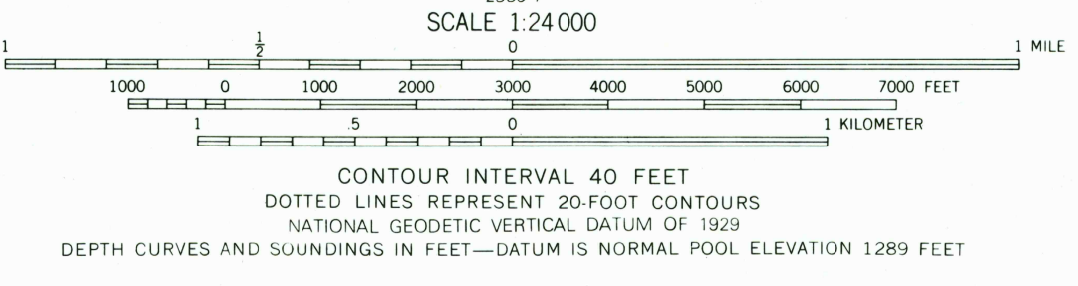 SCALE 1:24 000
1 1/2 0 1 MILE
1000 0 1000 2000 3000 4000 5000 6000 7000 FEET
1 .5 0 1 KILOMETER
CONTOUR INTERVAL 40 FEET
DOTTED LINES REPRESENT 20-FOOT CONTOURS
NATIONAL GEODETIC VERTICAL DATUM OF 1929
DEPTH CURVES AND SOUNDINGS IN FEET—DATUM IS NORMAL POOL ELEVATION 1289 FEET